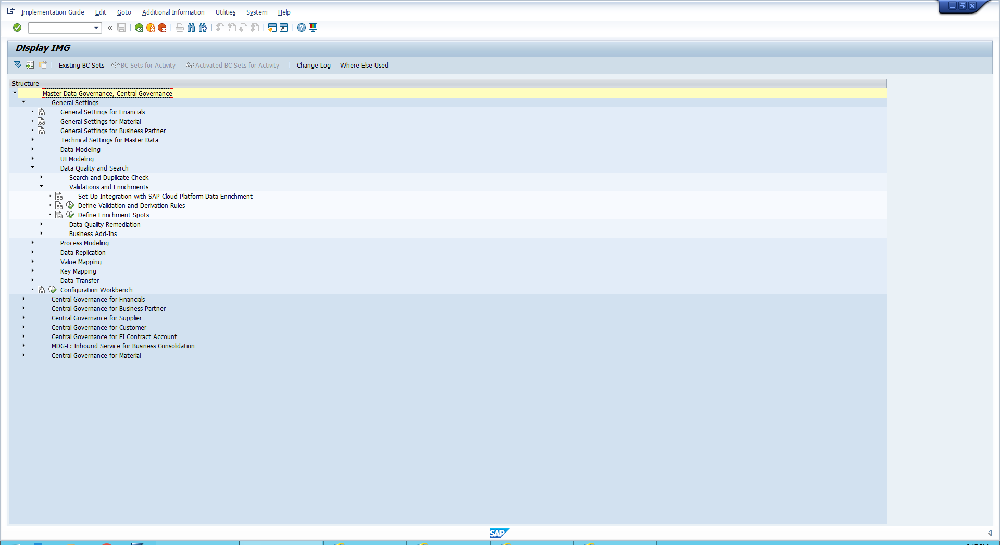 Implementation Guide Edit Goto Additional Information Utilities System Help
Display IMG
Existing BC Sets BC Sets for Activity Activated BC Sets for Activity Change Log Where Else Used
Structure
Master Data Governance, Central Governance
General Settings
General Settings for Financials
General Settings for Material
General Settings for Business Partner
Technical Settings for Master Data
Data Modeling
UI Modeling
Data Quality and Search
Search and Duplicate Check
Validations and Enrichments
Set Up Integration with SAP Cloud Platform Data Enrichment
Define Validation and Derivation Rules
Define Enrichment Spots
Data Quality Remediation
Business Add-Ins
Process Modeling
Data Replication
Value Mapping
Key Mapping
Data Transfer
Configuration Workbench
Central Governance for Financials
Central Governance for Business Partner
Central Governance for Supplier
Central Governance for Customer
Central Governance for FI Contract Account
MDG-F: Inbound Service for Business Consolidation
Central Governance for Material
SAP